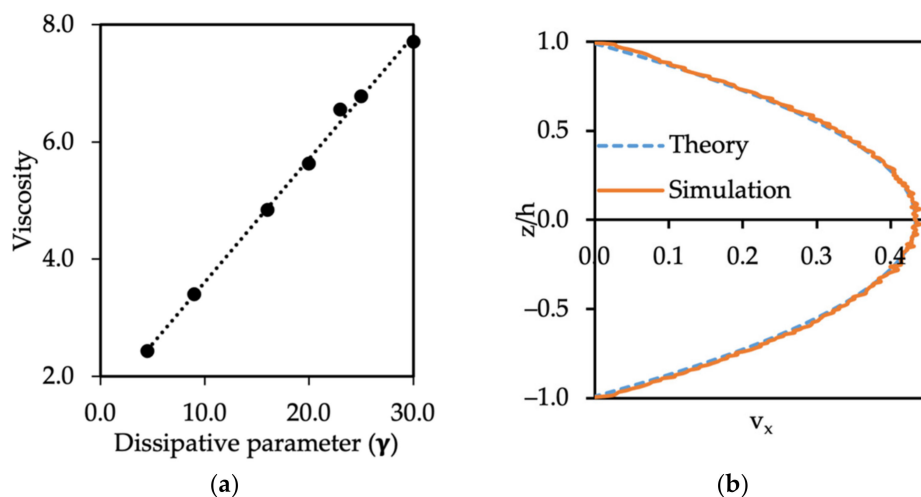 8.0
6.0
4.0
2.0
Viscosity
0.0
10.0
20.0
30.0
Dissipative parameter (γ)
(a)
1.0
0.5
0.0
−0.5
−1.0
z/h
Theory
Simulation
0.0
0.1
0.2
0.3
0.4
vₓ
(b)